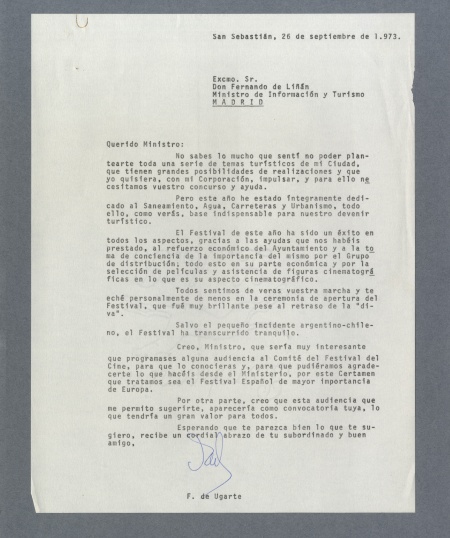 San Sebastián, 26 de septiembre de 1.973.
Excmo. Sr.
Don Fernando de Liñán
Ministro de Información y Turismo
MADRID
Querido Ministro:
No sabes lo mucho que sentí no poder plan-
tearte toda una serie de temas turísticos de mi Ciudad,
que tienen grandes posibilidades de realizaciones y que
yo quisiera, con mi Corporación, impulsar, y para ello ne
cesitamos vuestro concurso y ayuda.
Pero este año he estado íntegramente dedi-
cado al Saneamiento, Agua, Carreteras y Urbanismo, todo
ello, como verás, base indispensable para nuestro devenir
turístico.
El Festival de este año ha sido un éxito en
todos los aspectos, gracias a las ayudas que nos habéis
prestado, al refuerzo económico del Ayuntamiento y a la to
ma de conciencia de la importancia del mismo por el Grupo
de distribución; todo esto en su parte económica y por la
selección de películas y asistencia de figuras cinematográ
ficas en lo que es su aspecto cinematográfico.
Todos sentimos de veras vuestra marcha y te
eché personalmente de menos en la ceremonia de apertura del
Festival, que fué muy brillante pese al retraso de la "di-
va".
Salvo el pequeño incidente argentino-chile-
no, el Festival ha transcurrido tranquilo.
Creo, Ministro, que sería muy interesante
que programases alguna audiencia al Comité del Festival del
Cine, para que lo conocieras y, para que pudiéramos agrade-
certe lo que hacéis desde el Ministerio, por este Certamen
que tratamos sea el Festival Español de mayor importancia
de Europa.
Por otra parte, creo que esta audiencia que
me permito sugerirte, aparecería como convocatoria tuya, lo
que tendría un gran valor para todos.
Esperando que te parezca bien lo que te su-
giero, recibe un cordial abrazo de tu subordinado y buen
amigo,
F. de Ugarte